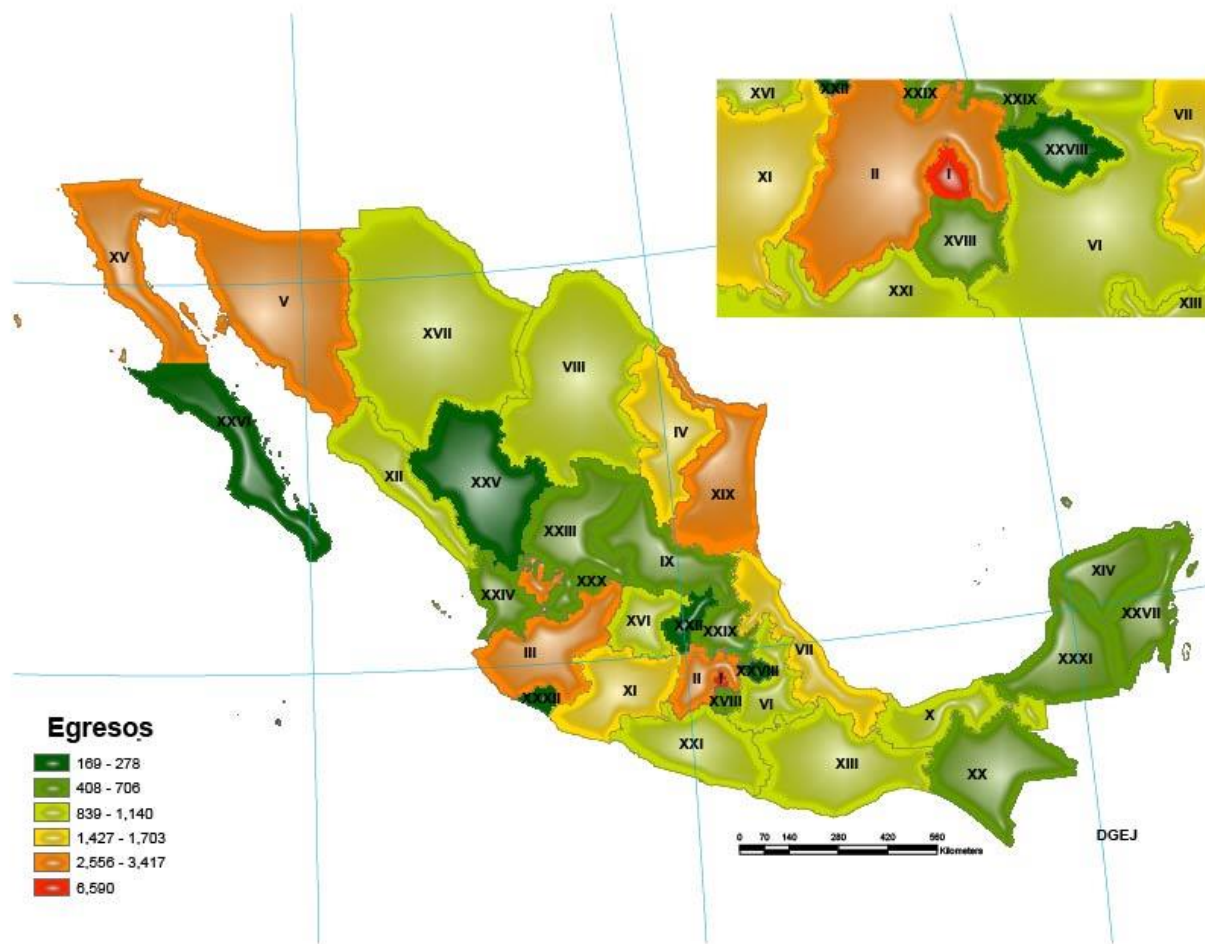 XVI
XXII
XXIX
XXIX
VII
XI
II
I
XXVIII
XVIII
VI
XXI
XIII
XV
V
XVII
VIII
IV
XXVI
XII
XXV
XIX
XXIII
IX
XXIV
XXX
XIV
XVI
XXII
XXIX
XXVII
III
VII
XXXI
II
I
XXVIII
XXXII
XI
XVIII
VI
X
XXI
XIII
XX
Egresos
169 - 278
408 - 706
839 - 1,140
1,427 - 1,703
2,556 - 3,417
6,590
0 70 140 280 420 560
Kilometers
DGEJ